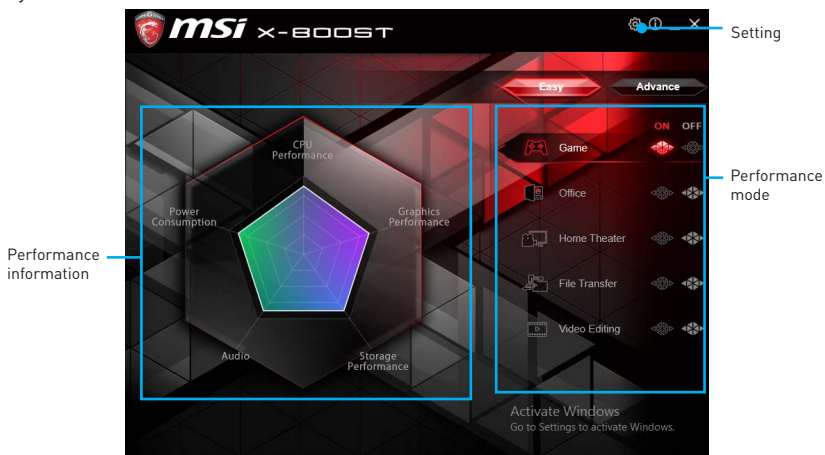 msi X-BOOST
Setting
Easy
Advance
ON OFF
Game
Office
Home Theater
File Transfer
Video Editing
Performance
mode
CPU
Performance
Power
Consumption
Graphics
Performance
Audio
Storage
Performance
Performance
information
Activate Windows
Go to Settings to activate Windows.